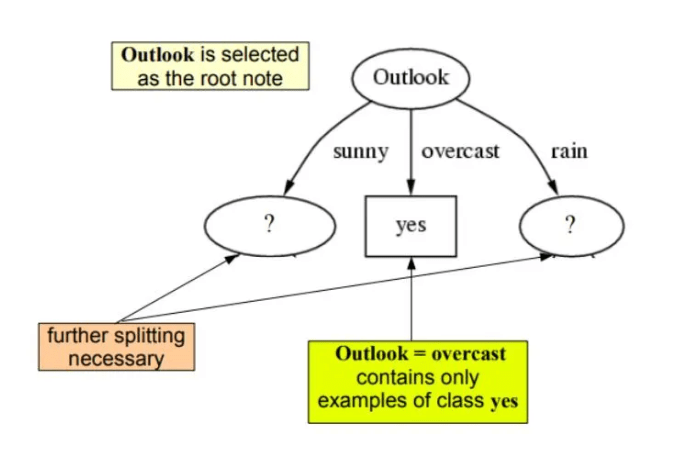 Outlook is selected
as the root note
Outlook
sunny
overcast
rain
?
yes
?
further splitting
necessary
Outlook = overcast
contains only
examples of class yes